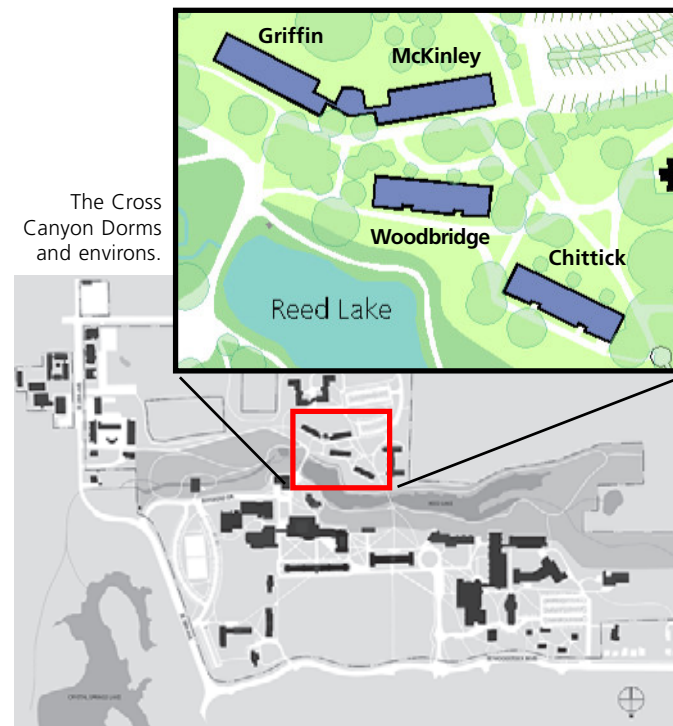 Griffin
McKinley
Woodbridge
Chittick
Reed Lake
The Cross
Canyon Dorms
and environs.